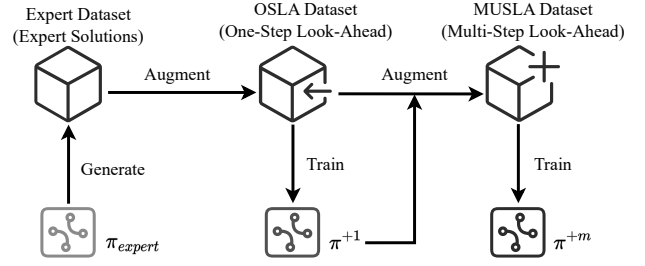 Expert Dataset
(Expert Solutions)
OSLA Dataset
(One-Step Look-Ahead)
MUSLA Dataset
(Multi-Step Look-Ahead)
Augment
Augment
Generate
Train
Train
π_expert
π^{+1}
π^{+m}